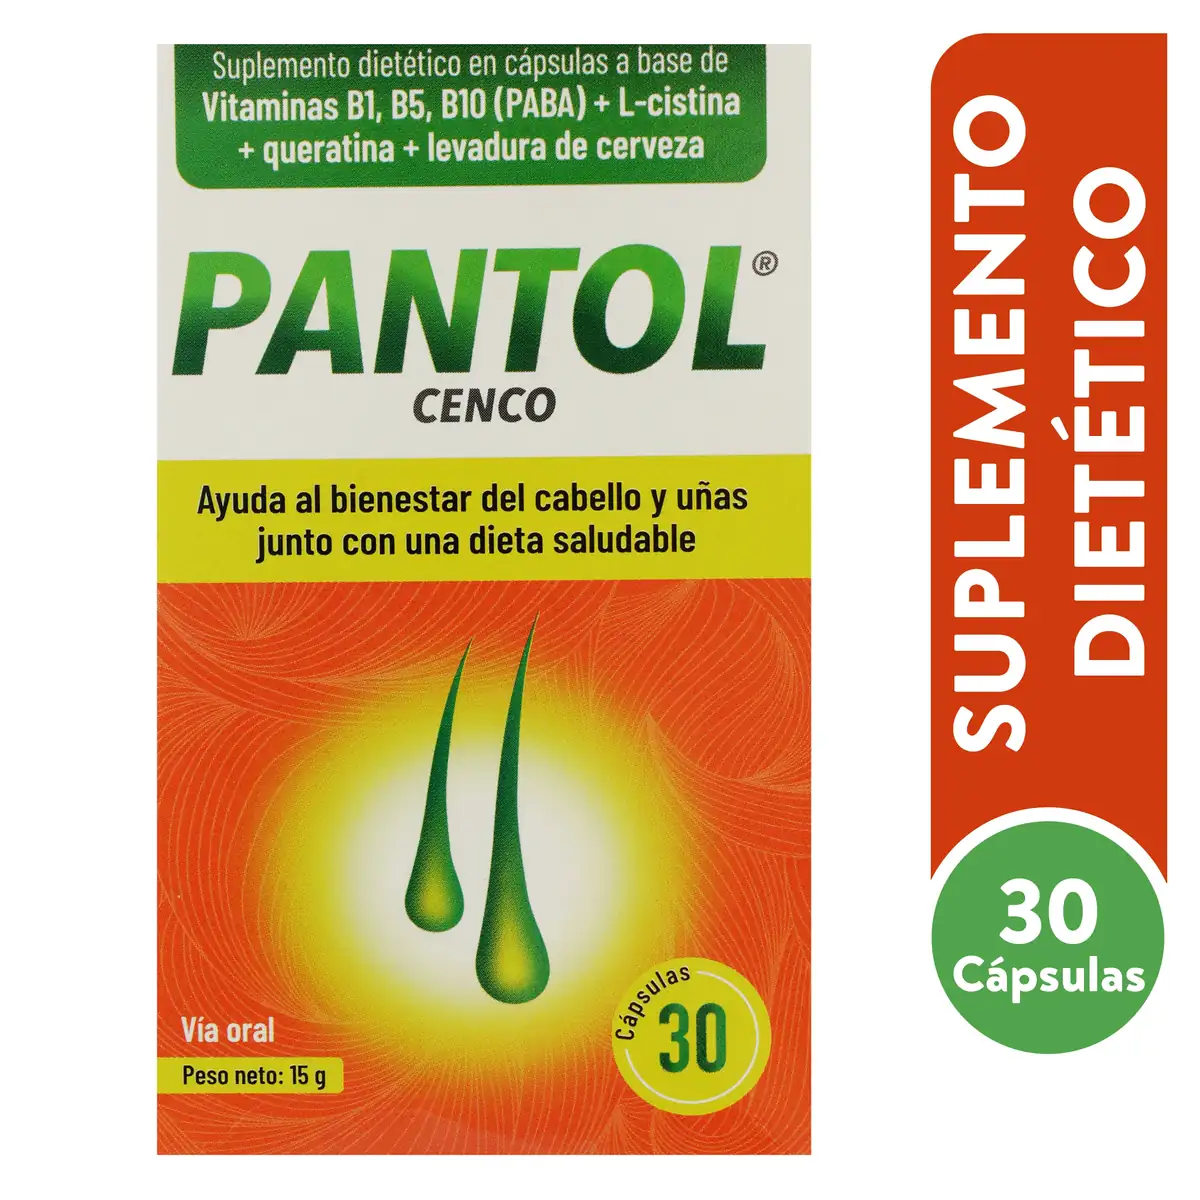 Suplemento dietético en cápsulas a base de
Vitaminas B1, B5, B10 (PABA) + L-cistina
+ queratina + levadura de cerveza
PANTOL®
CENCO
Ayuda al bienestar del cabello y uñas
junto con una dieta saludable
Cápsulas
30
Vía oral
Peso neto: 15 g
SUPLEMENTO
DIETÉTICO
30
Cápsulas